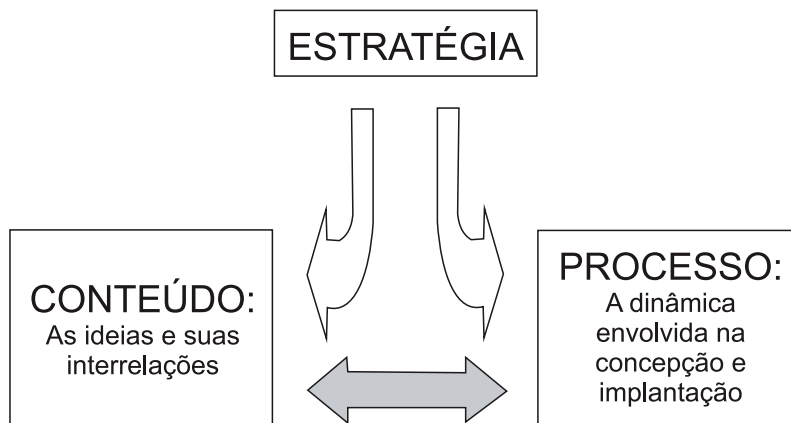 ESTRATÉGIA
CONTEÚDO:
As ideias e suas
interrelações
PROCESSO:
A dinâmica
envolvida na
concepção e
implantação